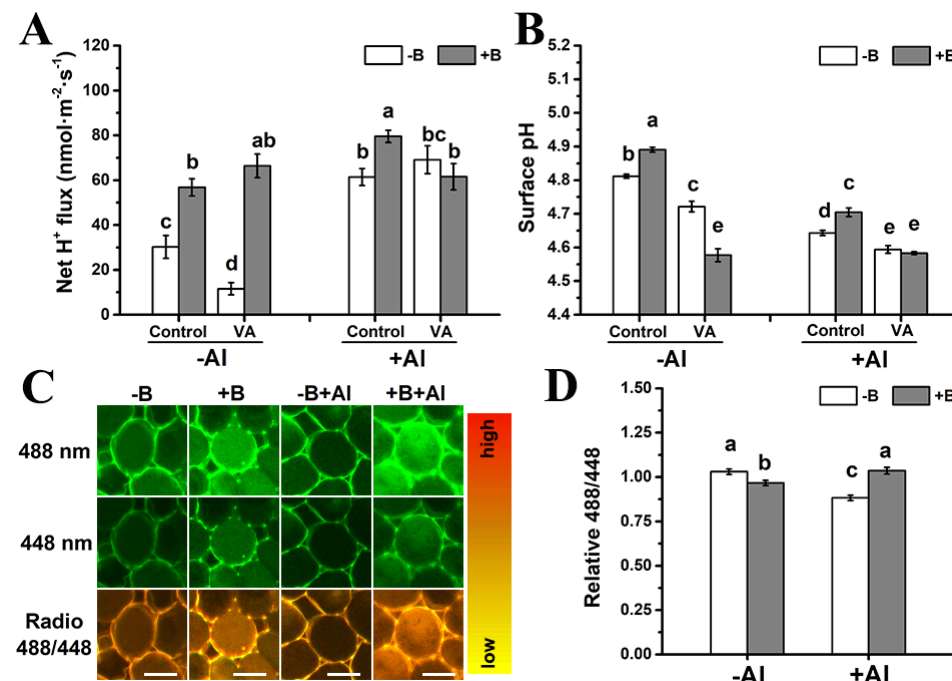 A
Net H⁺ flux (nmol·m⁻²·s⁻¹)
120
100
80
60
40
20
0
-B
+B
c
b
d
ab
b
a
bc
b
Control
VA
Control
VA
-Al
+Al
B
Surface pH
5.2
5.1
5.0
4.9
4.8
4.7
4.6
4.5
4.4
-B
+B
b
a
c
e
d
c
e
e
Control
VA
Control
VA
-Al
+Al
C
-B
+B
-B+Al
+B+Al
488 nm
448 nm
Radio
488/448
high
low
D
Relative 488/448
1.50
1.25
1.00
0.75
0.50
0.25
0.00
-B
+B
a
b
c
a
-Al
+Al